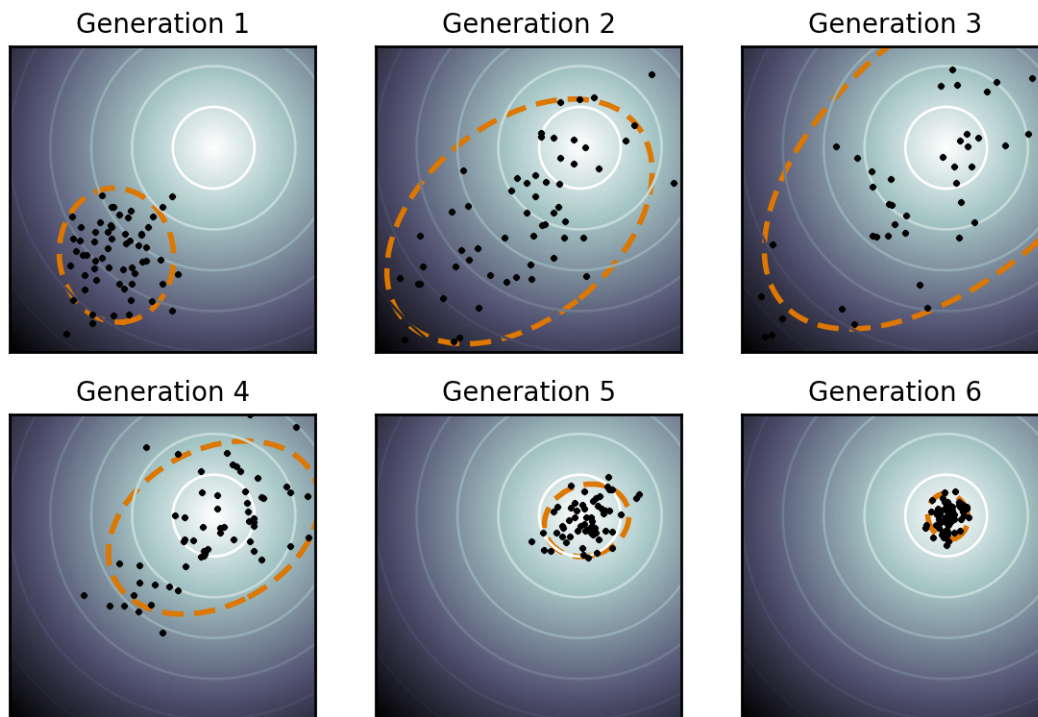 Generation 1
Generation 2
Generation 3
Generation 4
Generation 5
Generation 6